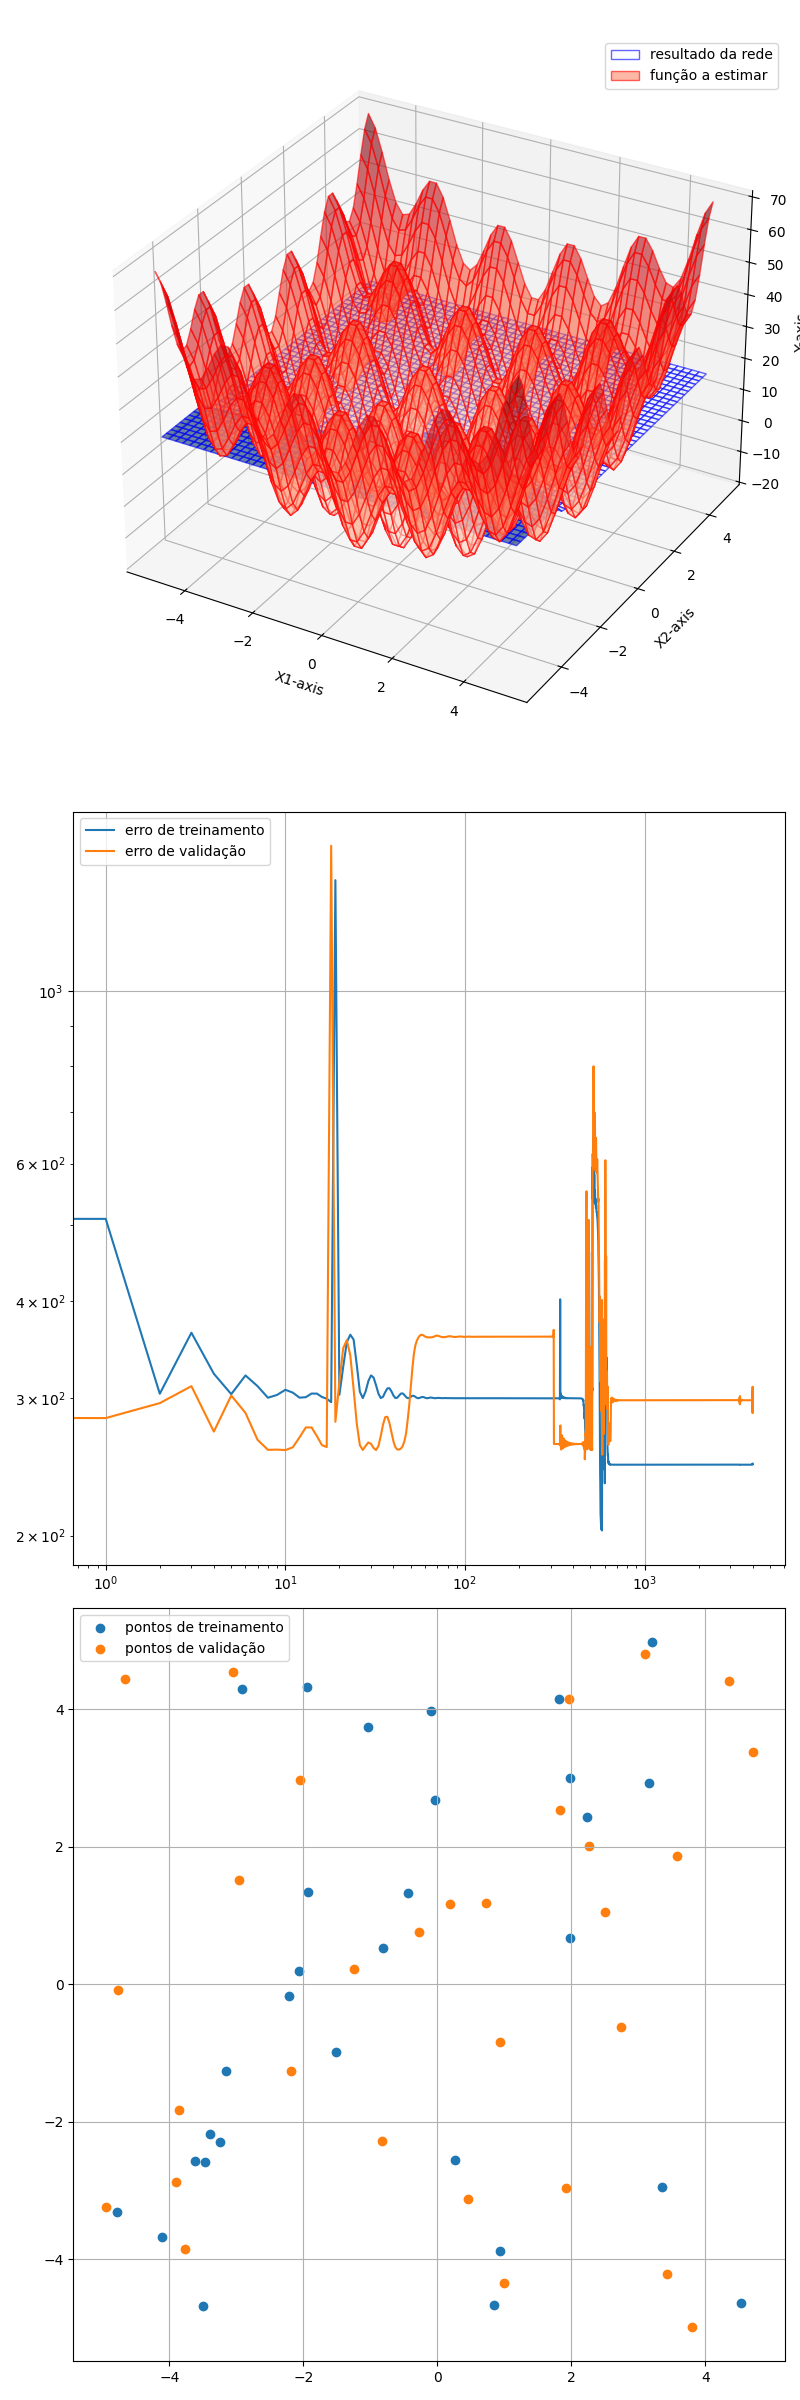 resultado da rede
função a estimar
70
60
50
40
30
20
10
0
−10
−20
4
2
0
−2
−4
X2-axis
−4
−2
0
2
4
X1-axis
erro de treinamento
erro de validação
10³
6 × 10²
4 × 10²
3 × 10²
2 × 10²
10⁰
10¹
10²
10³
pontos de treinamento
pontos de validação
4
2
0
−2
−4
−4
−2
0
2
4